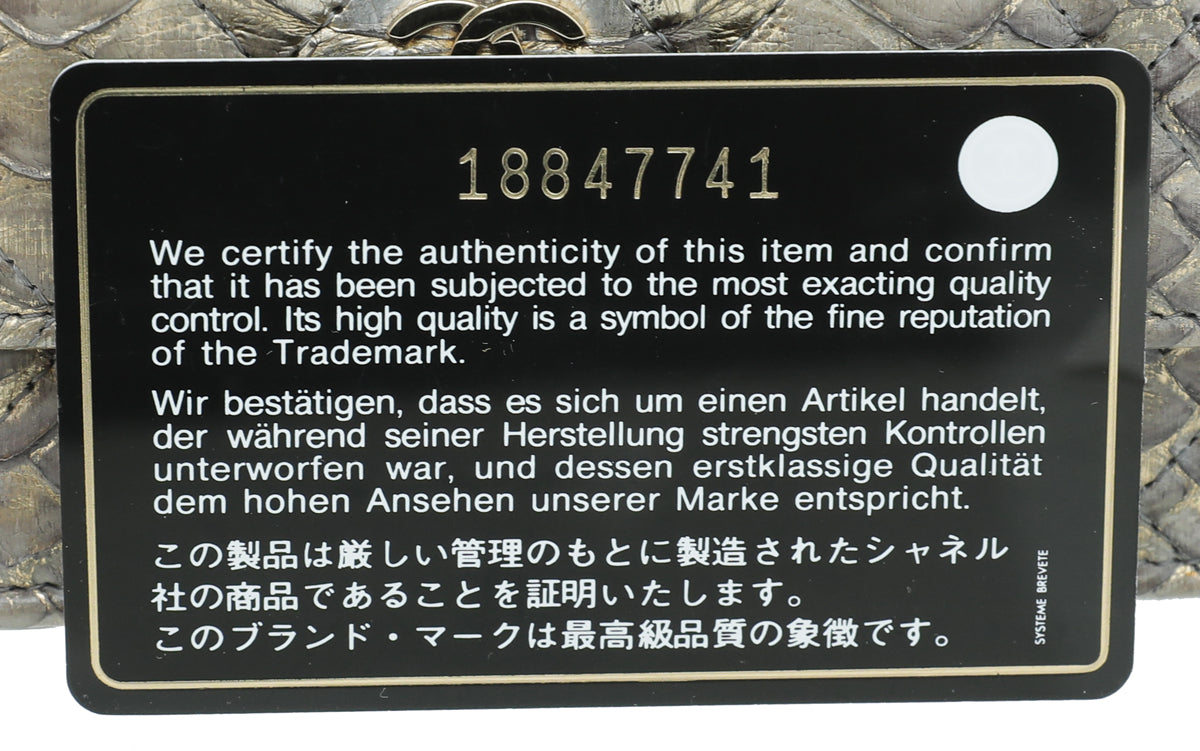 18847741
We certify the authenticity of this item and confirm
that it has been subjected to the most exacting quality
control. Its high quality is a symbol of the fine reputation
of the Trademark.
Wir bestätigen, dass es sich um einen Artikel handelt,
der während seiner Herstellung strengsten Kontrollen
unterworfen war, und dessen erstklassige Qualität
dem hohen Ansehen unserer Marke entspricht.
この製品は厳しい管理のもとに製造されたシャネル
社の商品であることを証明いたします。
このブランド・マークは最高級品質の象徴です。
SYSTEME BREVETE